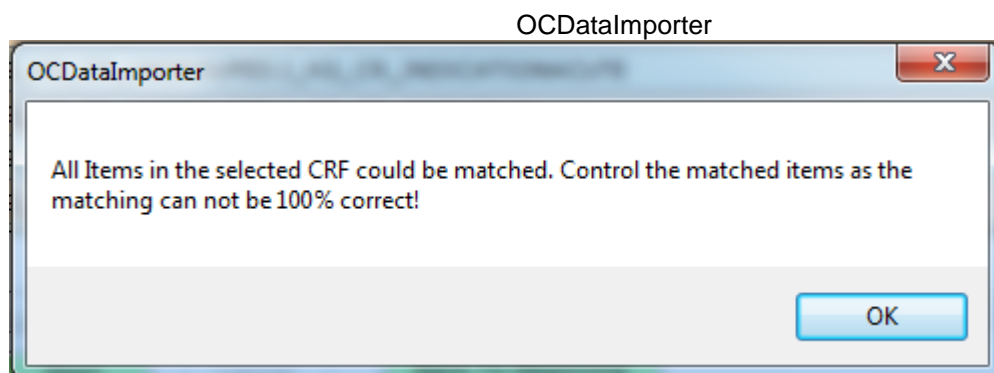 OCDataImporter
OCDataImporter
All Items in the selected CRF could be matched. Control the matched items as the
matching can not be 100% correct!
OK